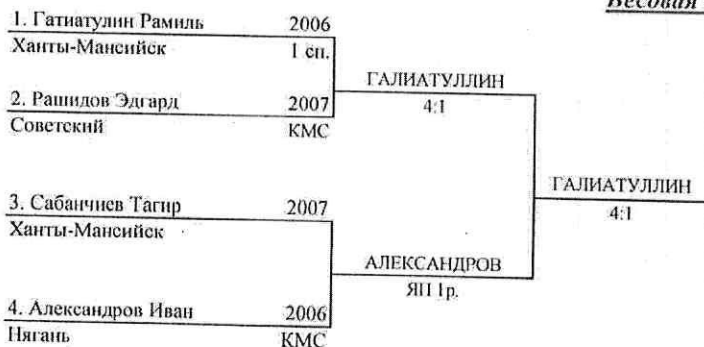 Весовая
1. Гатиатулин Рамиль 2006
Ханты-Мансийск 1 сп.
ГАЛИАТУЛЛИН
4:1
2. Рашидов Эдгард 2007
Советский КМС
ГАЛИАТУЛЛИН
4:1
3. Сабанчиев Тагир 2007
Ханты-Мансийск
АЛЕКСАНДРОВ
ЯП 1р.
4. Александров Иван 2006
Нягань КМС